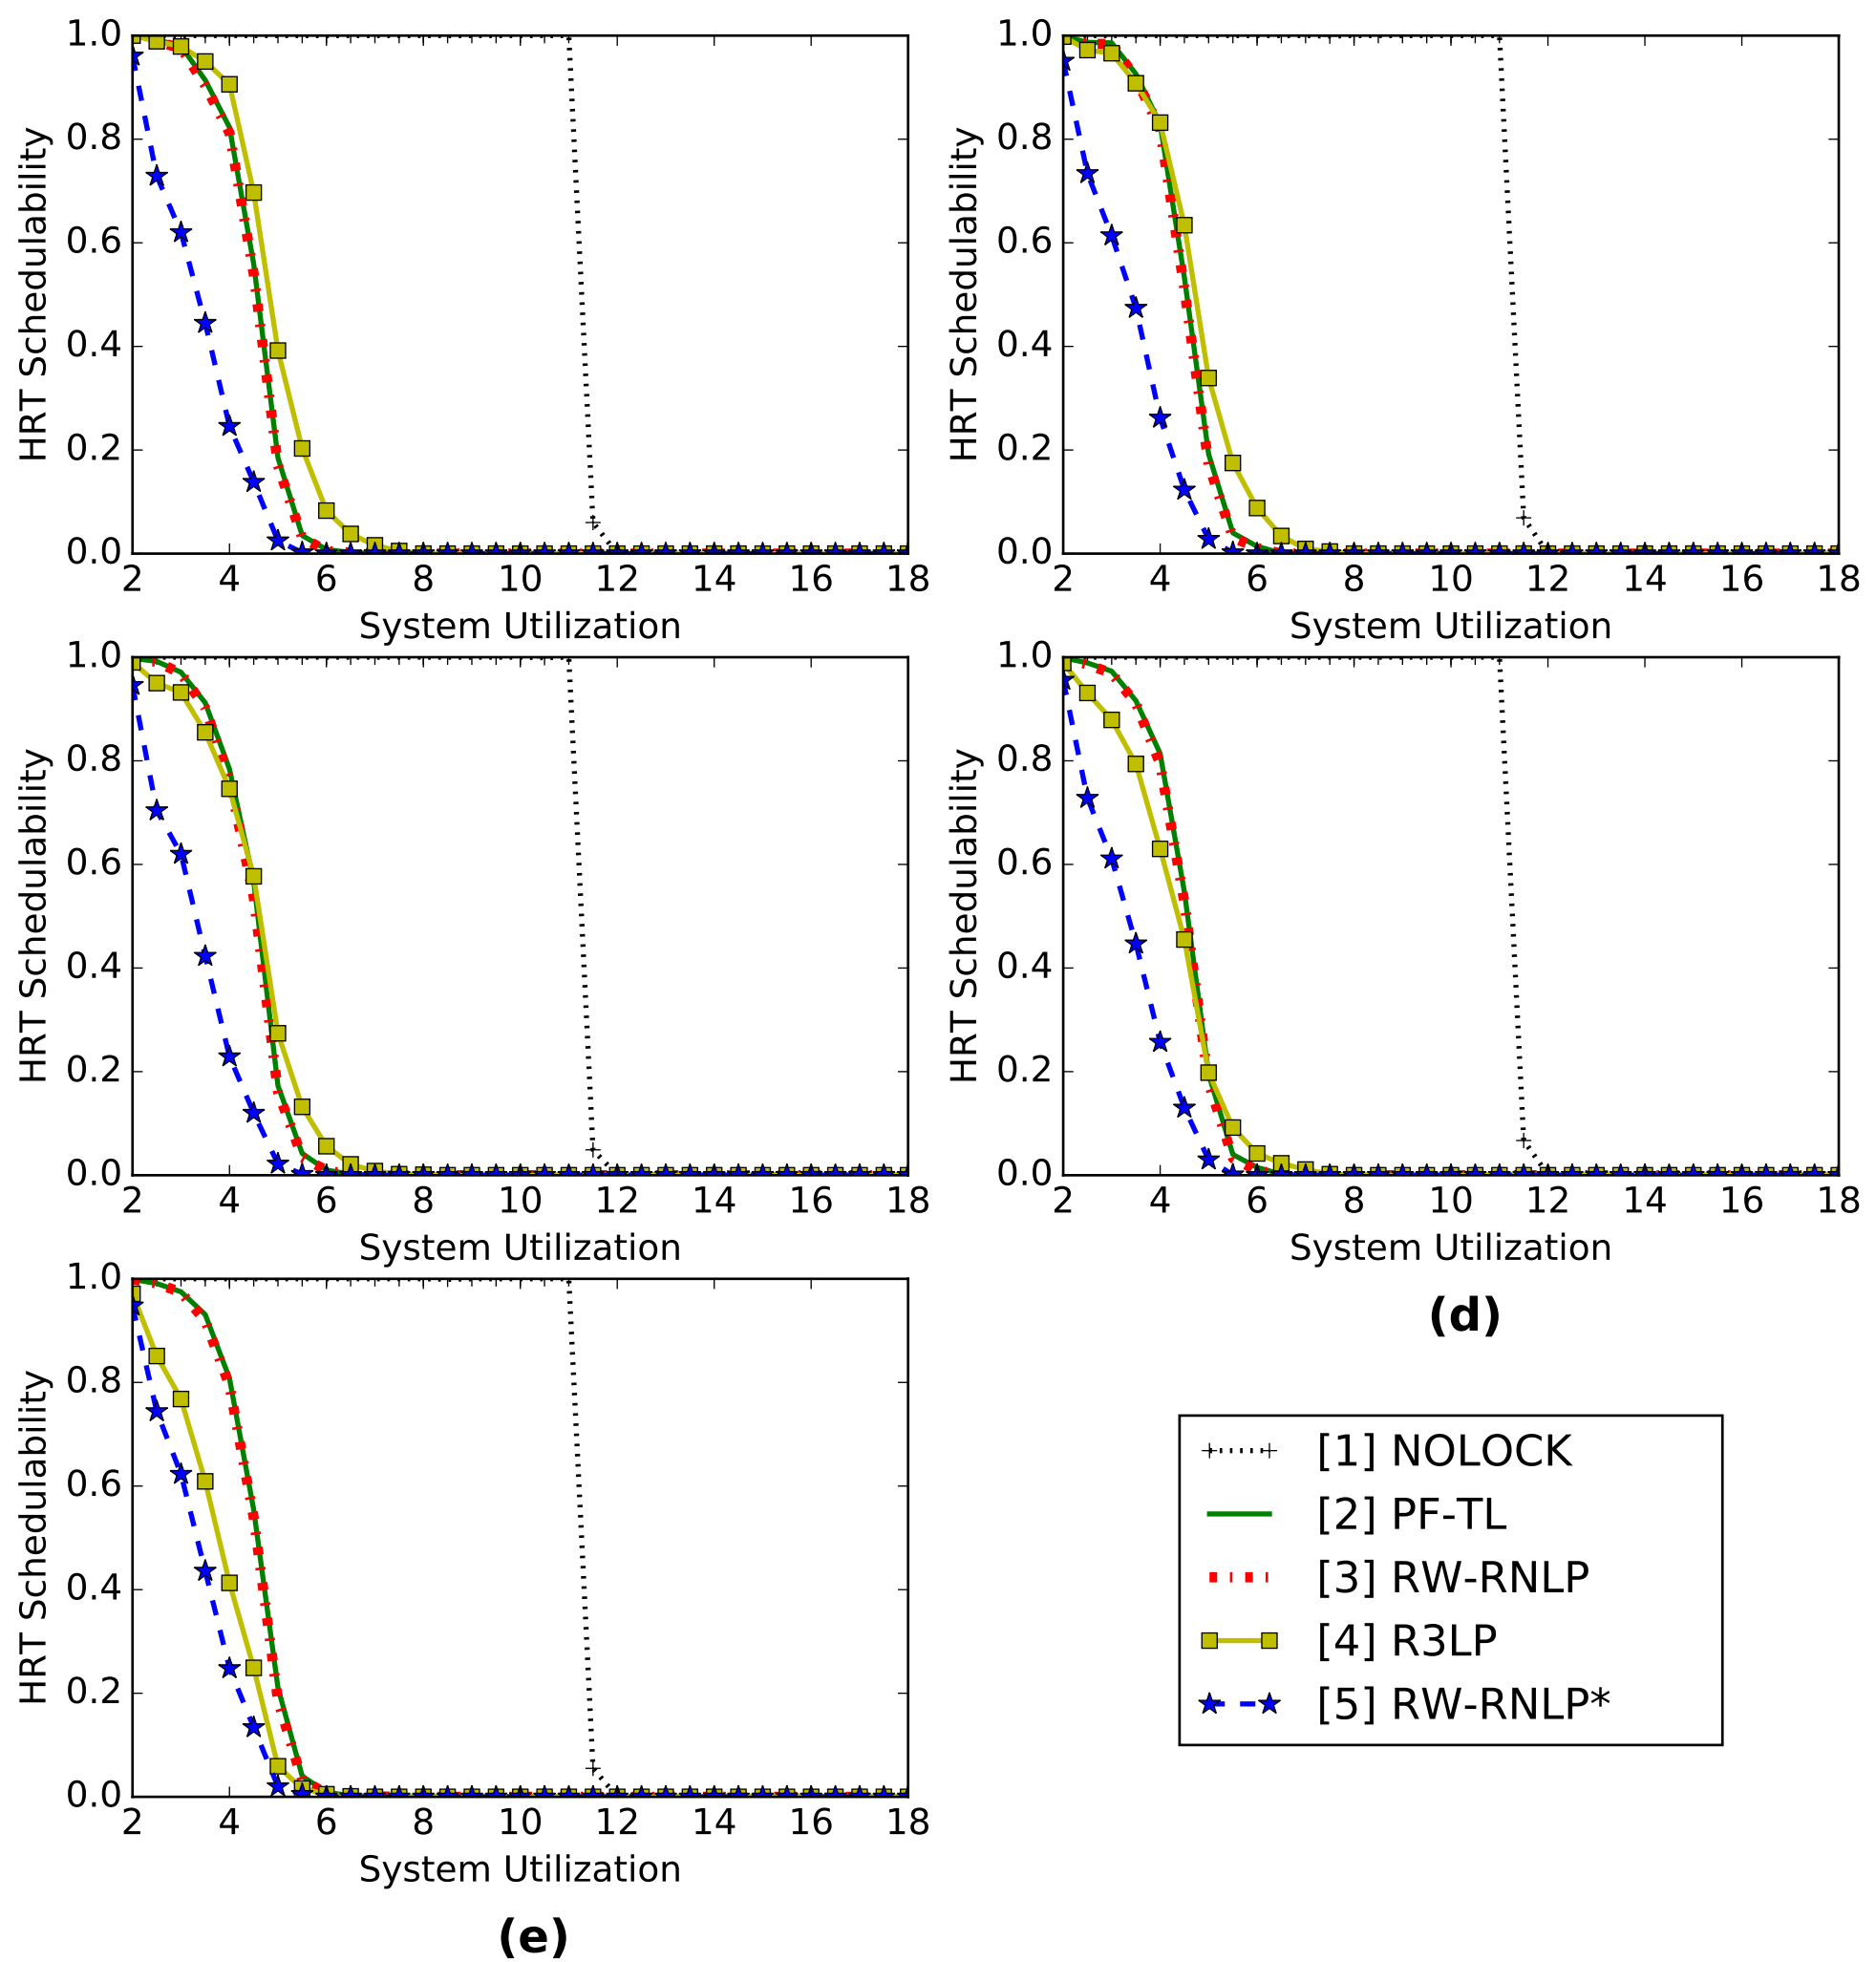 1.0
0.8
0.6
0.4
0.2
0.0
HRT Schedulability
2 4 6 8 10 12 14 16 18
System Utilization
1.0
0.8
0.6
0.4
0.2
0.0
HRT Schedulability
2 4 6 8 10 12 14 16 18
System Utilization
1.0
0.8
0.6
0.4
0.2
0.0
HRT Schedulability
2 4 6 8 10 12 14 16 18
System Utilization
1.0
0.8
0.6
0.4
0.2
0.0
HRT Schedulability
2 4 6 8 10 12 14 16 18
System Utilization
(d)
1.0
0.8
0.6
0.4
0.2
0.0
HRT Schedulability
2 4 6 8 10 12 14 16 18
System Utilization
(e)
[1] NOLOCK
[2] PF-TL
[3] RW-RNLP
[4] R3LP
[5] RW-RNLP*